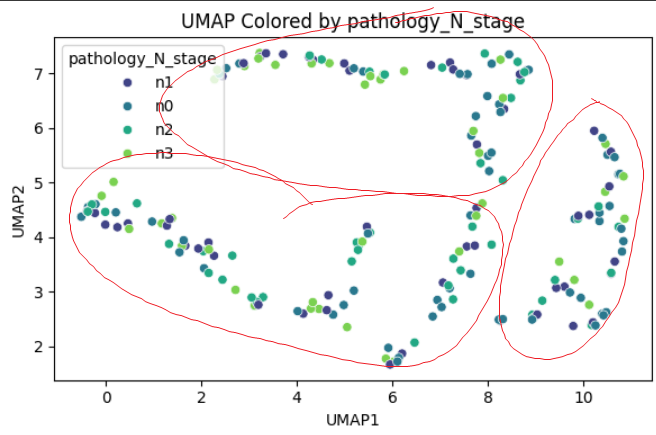 UMAP Colored by pathology_N_stage
pathology_N_stage
n1
n0
n2
n3
7
6
5
4
3
2
UMAP2
0 2 4 6 8 10
UMAP1